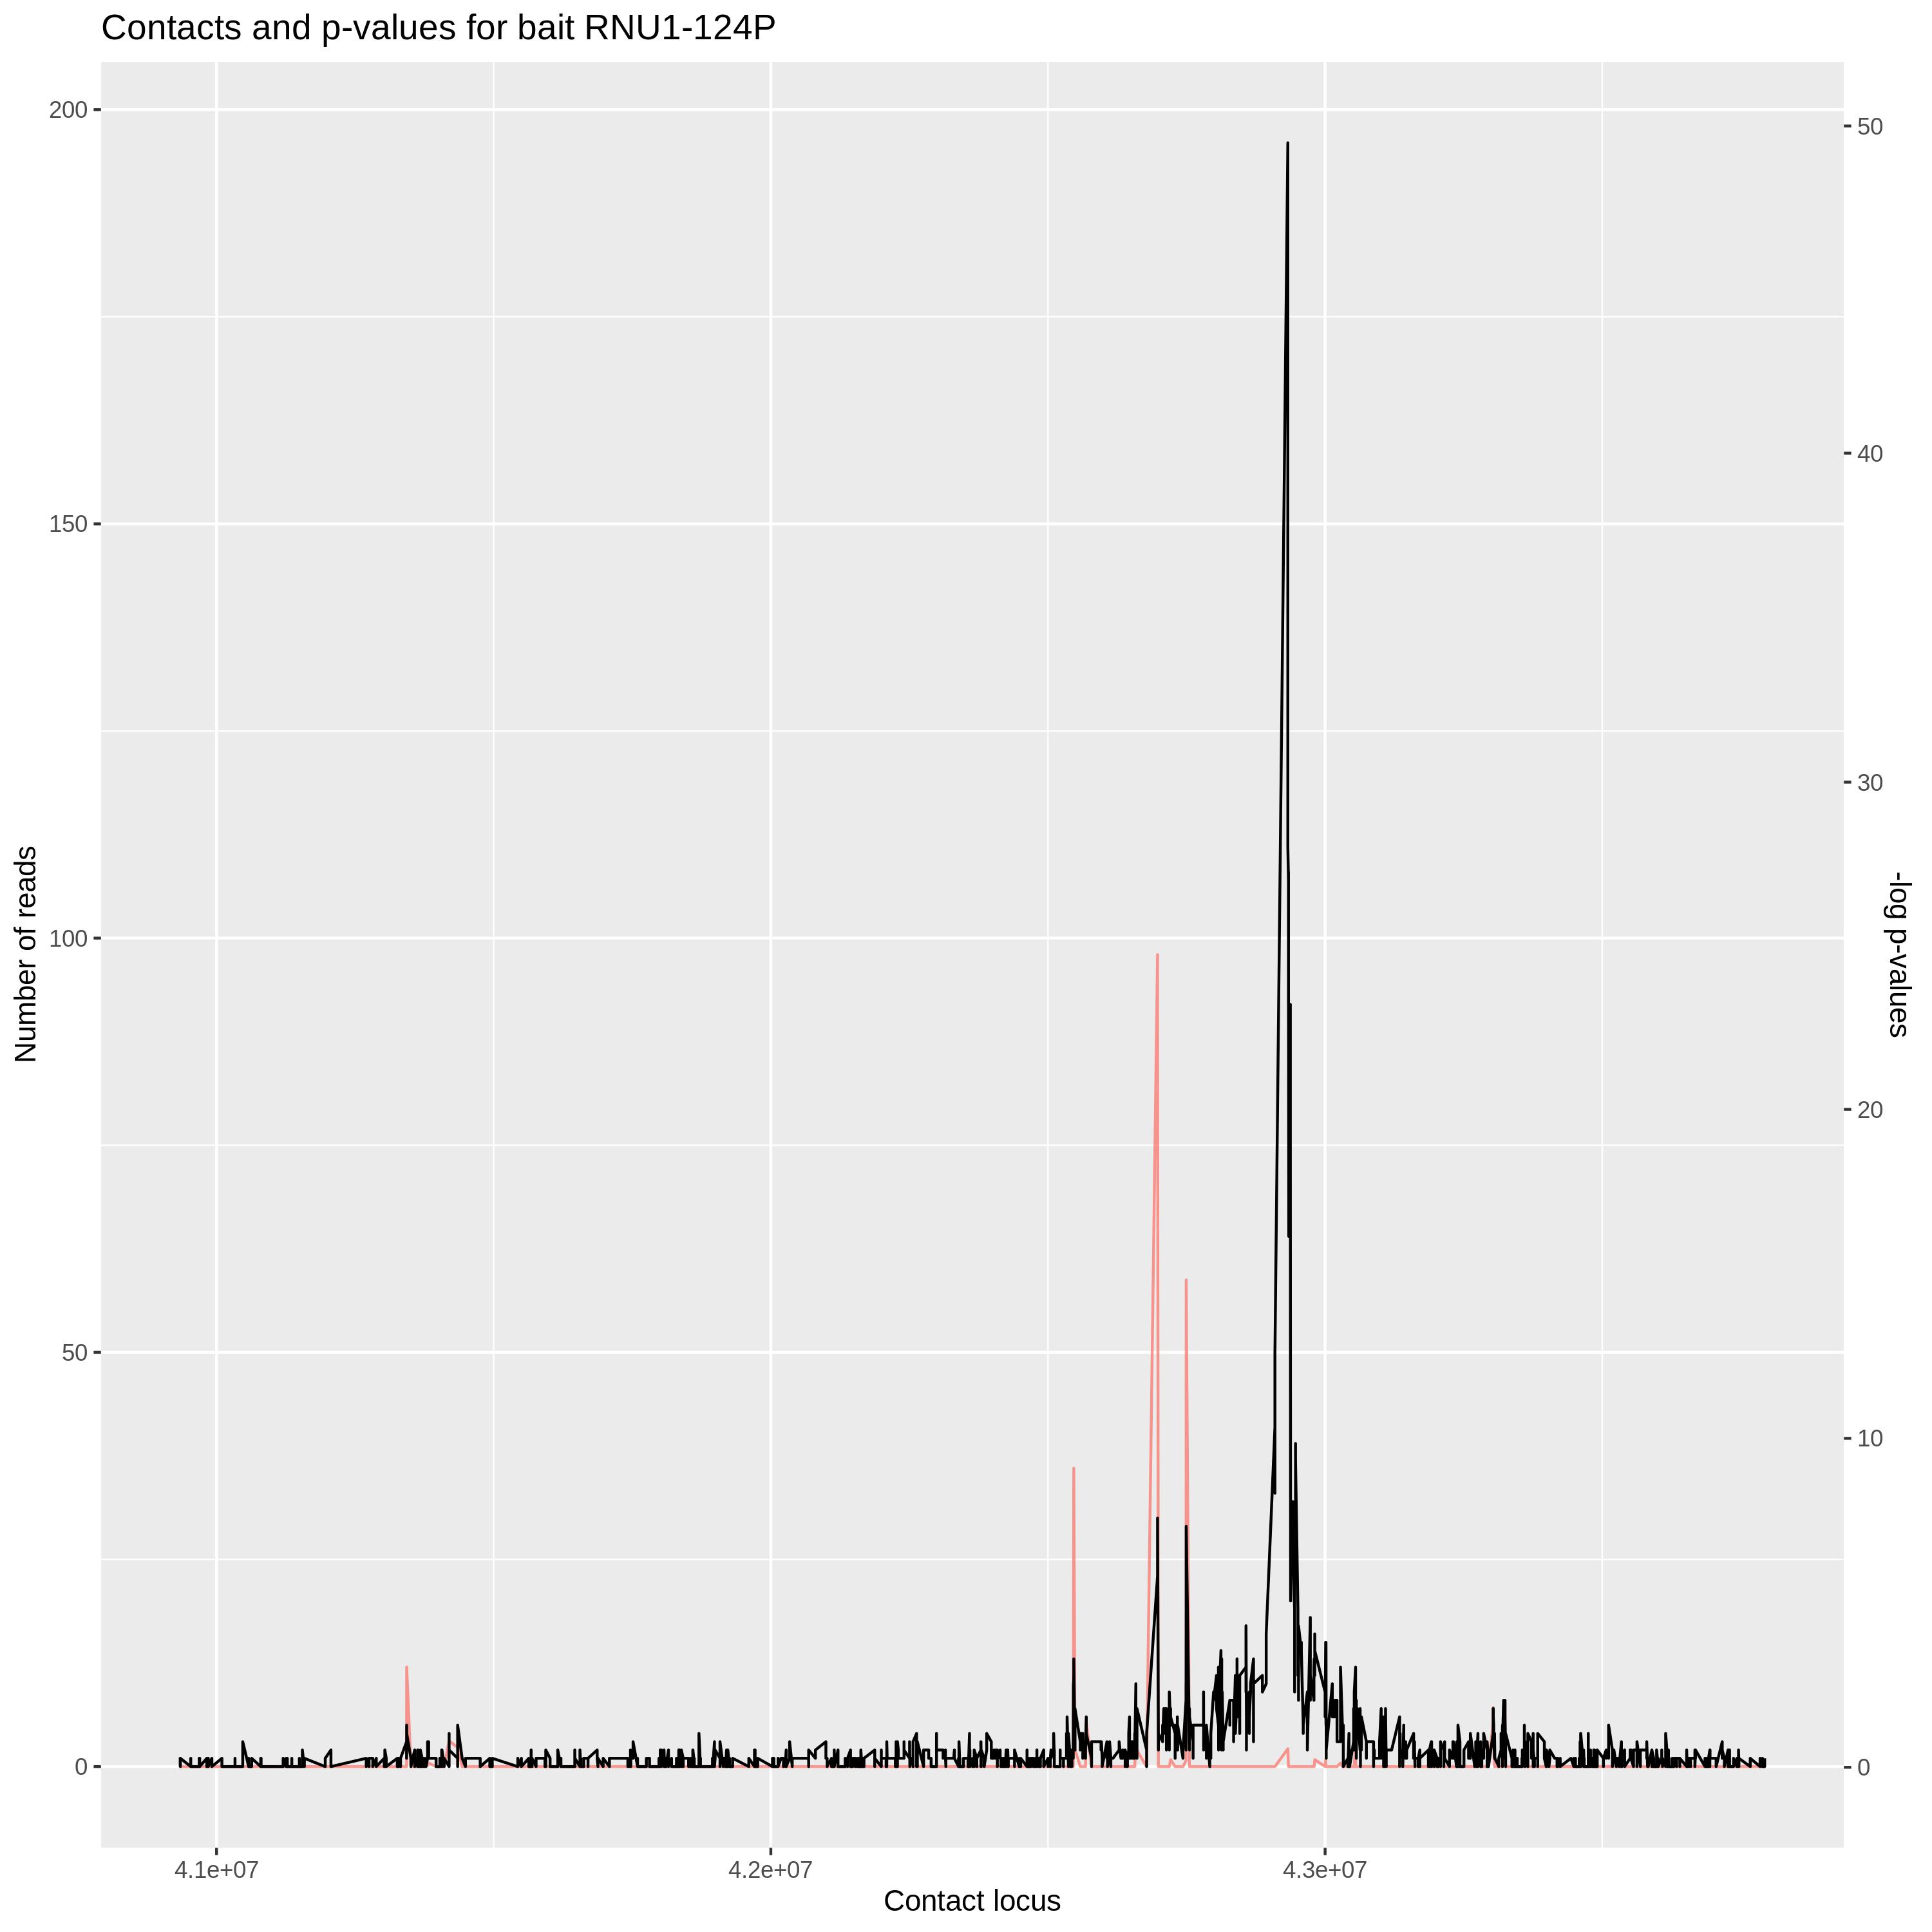 Contacts and p-values for bait RNU1-124P
200
150
100
50
0
Number of reads
50
40
30
20
10
0
-log p-values
4.1e+07
4.2e+07
4.3e+07
Contact locus